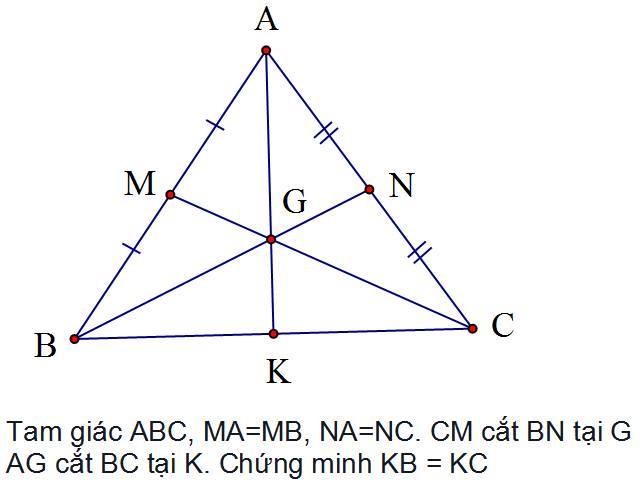 A
M
G
N
B
K
C
Tam giác ABC, MA=MB, NA=NC. CM cắt BN tại G
AG cắt BC tại K. Chứng minh KB = KC